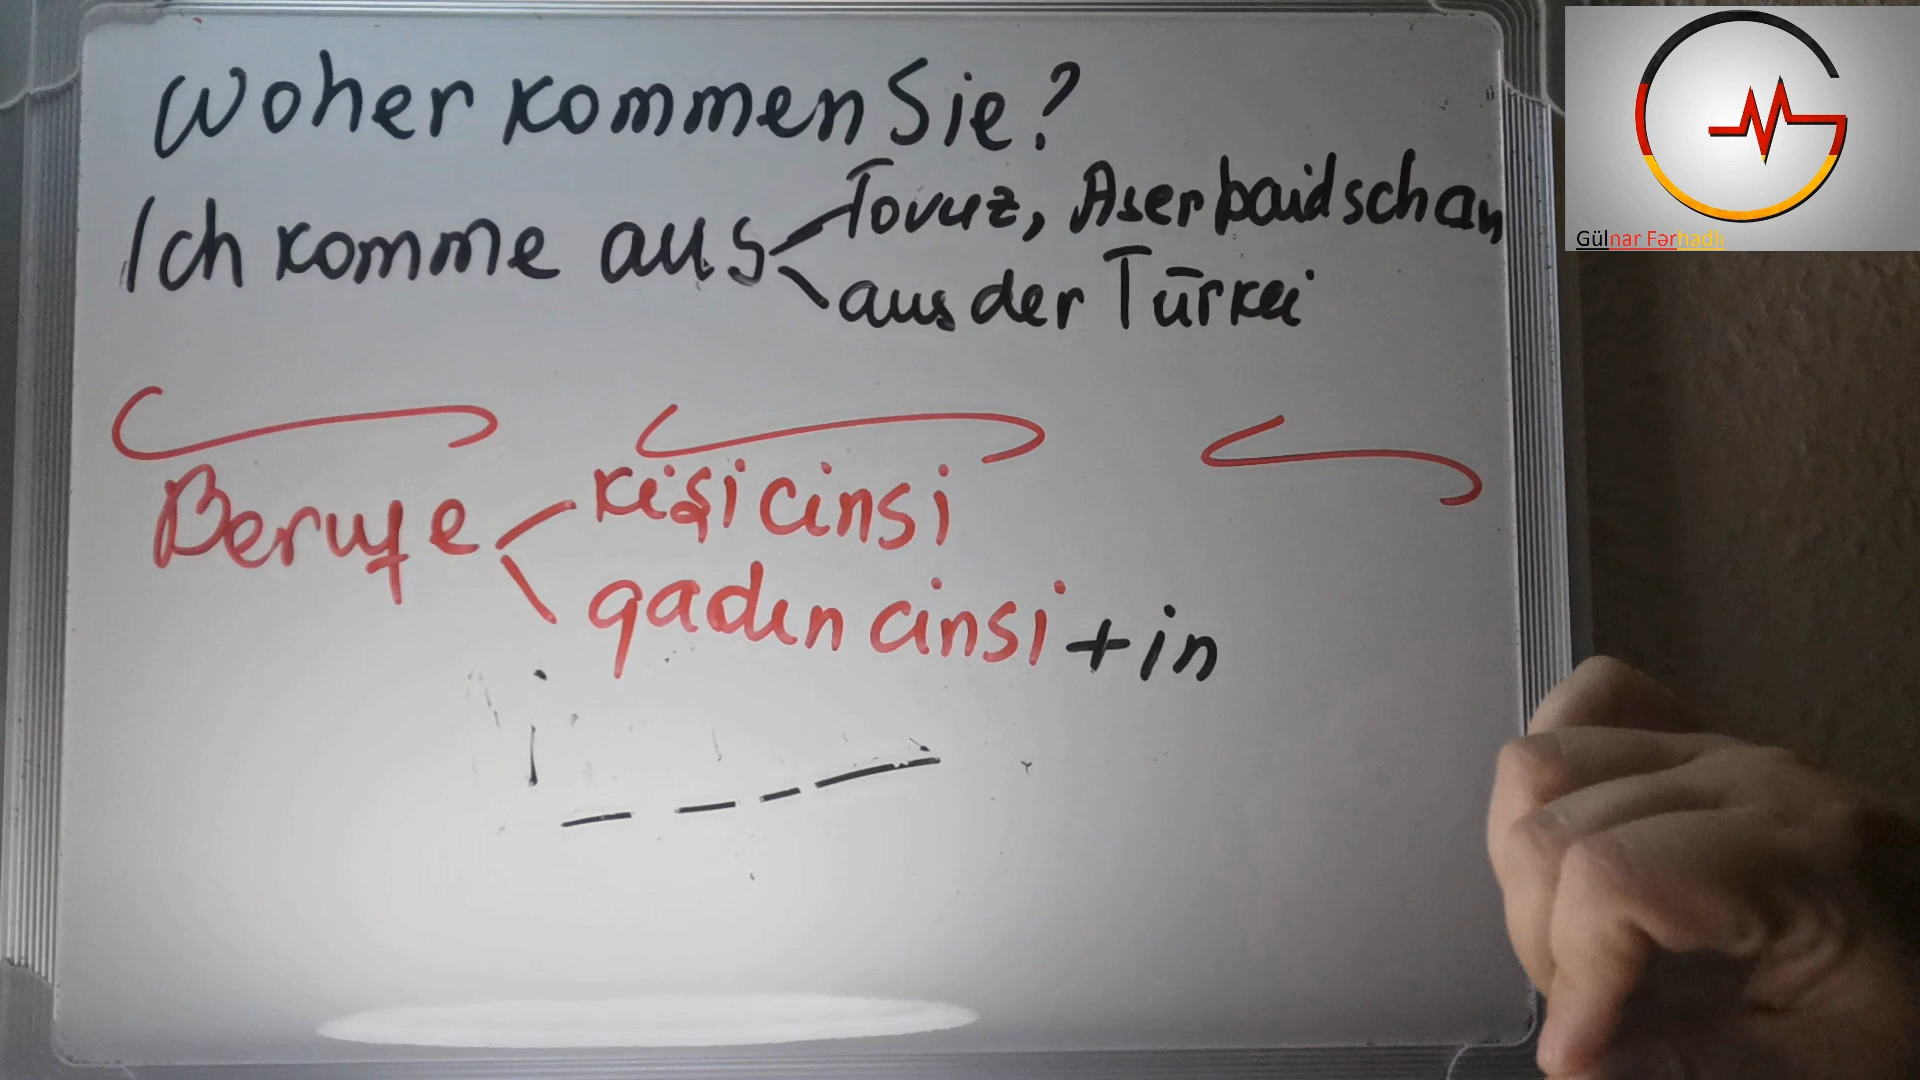 Woher kommen Sie?
Ich komme aus Tovuz, Aserbaidschan
aus der Türkei
Berufe kişi cinsi
qadın cinsi + in
Gülnar Fərhadlı